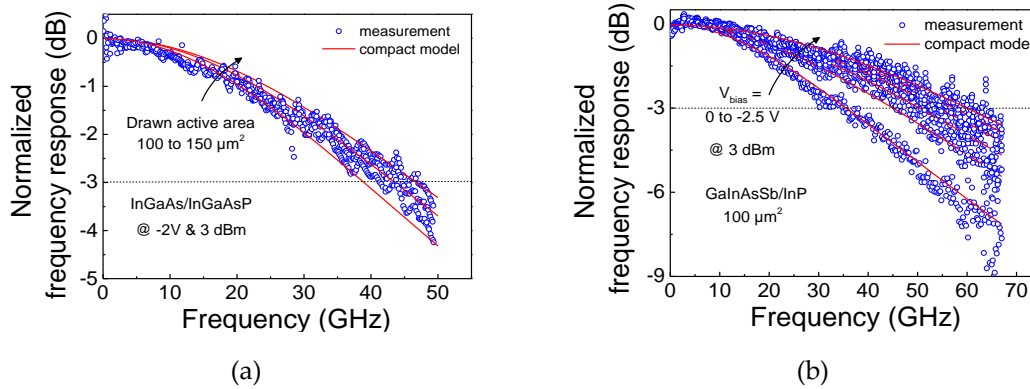 Normalized
frequency response (dB)
0
-1
-2
-3
-4
-5
0 10 20 30 40 50
Frequency (GHz)
measurement
compact model
Drawn active area
100 to 150 µm²
InGaAs/InGaAsP
@ -2V & 3 dBm
(a)
Normalized
frequency response (dB)
0
-3
-6
-9
0 10 20 30 40 50 60 70
Frequency (GHz)
measurement
compact model
V_bias =
0 to -2.5 V
@ 3 dBm
GaInAsSb/InP
100 µm²
(b)